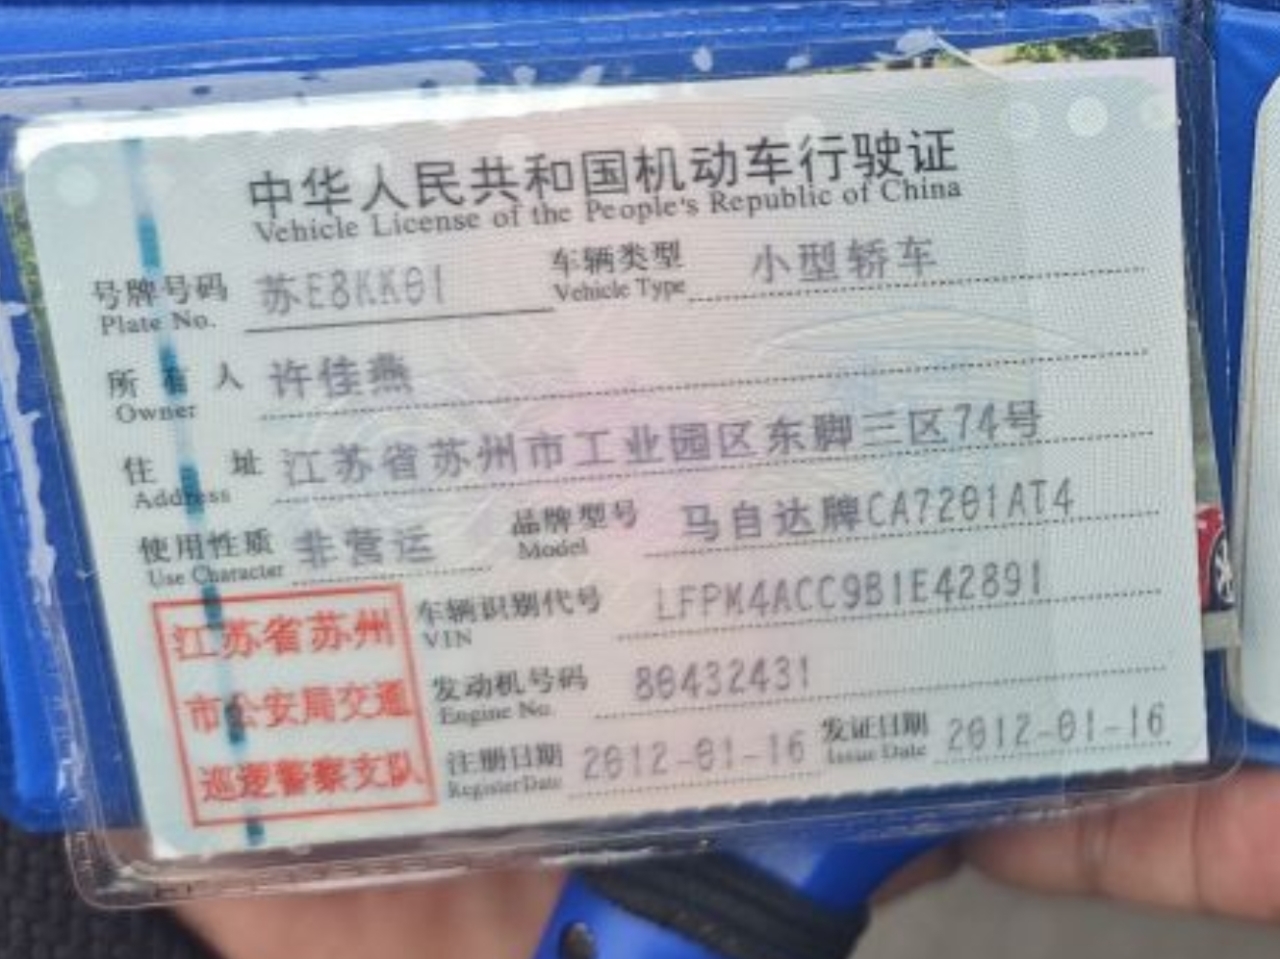 中华人民共和国机动车行驶证
Vehicle License of the People's Republic of China
号牌号码 苏E8KK01 车辆类型 小型轿车
Plate No. Vehicle Type
所有人 许佳燕
Owner
住址 江苏省苏州市工业园区东脚三区74号
Address
使用性质 非营运 品牌型号 马自达牌CA7201AT4
Use Character Model
江苏省苏州
市公安局交通
巡逻警察支队
车辆识别代号 LFPM4ACC9B1E42891
VIN
发动机号码 80432431
Engine No.
注册日期 2012-01-16 发证日期 2012-01-16
Register Date Issue Date